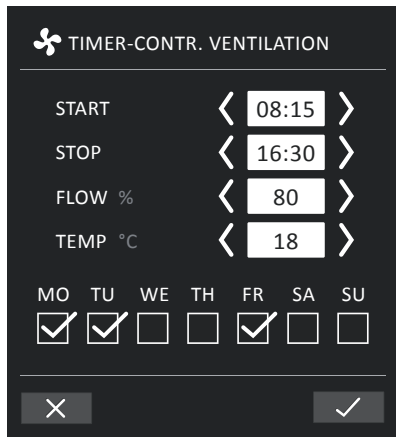 TIMER-CONTR. VENTILATION
START 08:15
STOP 16:30
FLOW % 80
TEMP °C 18
MO TU WE TH FR SA SU